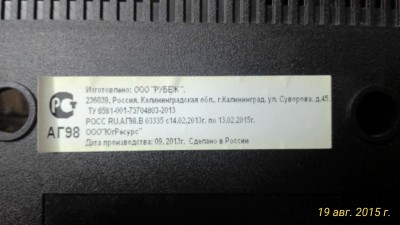 Изготовлено: ООО "РУБЕЖ",
236039, Россия, Калининградская обл., г.Калининград, ул. Суворова, д.45,
ТУ 8581-001-73704803-2013
РОСС RU.АГ98.В 03335 с14.02.2013г. по 13.02.2015г.
ООО"ЮгРесурс"
Дата производства: 09.2013г. Сделано в России
АГ98
19 авг. 2015 г.